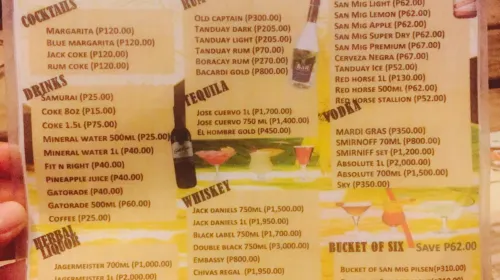 COCKTAILS
MARGARITA (P120.00)
BLUE MARGARITA (P120.00)
JACK COKE (P120.00)
RUM COKE (P120.00)
DRINKS
SAMURAI (P25.00)
COKE 8OZ (P15.00)
COKE 1.5L (P75.00)
MINERAL WATER 500ML (P25.00)
MINERAL WATER 1L (P40.00)
FIT N RIGHT (P40.00)
PINEAPPLE JUICE (P40.00)
GATORADE (P40.00)
GATORADE 500ML (P60.00)
COFFEE (P25.00)
HERBAL
LIQUOR
JAGERMEISTER 700ML (P1,000.00)
JAGERMEISTER 1L (P2,000.00)
RUM
OLD CAPTAIN (P300.00)
TANDUAY DARK (P205.00)
TANDUAY LIGHT (P205.00)
TANDUAY RUM (P70.00)
BORACAY RUM (P270.00)
BACARDI GOLD (P800.00)
TEQUILA
JOSE CUERVO 1L (P1,700.00)
JOSE CUERVO 750 ML (P1,400.00)
EL HOMBRE GOLD (P450.00)
WHISKEY
JACK DANIELS 750ML (P1,500.00)
JACK DANIELS 1L (P1,950.00)
BLACK LABEL 750ML (P1,700.00)
DOUBLE BLACK 750ML (P3,000.00)
EMBASSY (P800.00)
CHIVAS REGAL (P1,950.00)
SAN MIG LIGHT (P62.00)
SAN MIG LEMON (P62.00)
SAN MIG APPLE (P62.00)
SAN MIG SUPER DRY (P62.00)
SAN MIG PREMIUM (P67.00)
CERVEZA NEGRA (P67.00)
TANDUAY ICE (P52.00)
RED HORSE 1L (P130.00)
RED HORSE 500ML (P62.00)
RED HORSE STALLION (P52.00)
VODKA
MARDI GRAS (P350.00)
SMIRNOFF 70ML (P800.00)
SMIRNIFF SET (P1,200.00)
ABSOLUTE 1L (P2,000.00)
ABSOLUTE 700ML (P1,500.00)
SKY (P350.00)
BUCKET OF SIX SAVE P62.00
BUCKET OF SAN MIG PILSEN(P310.00)